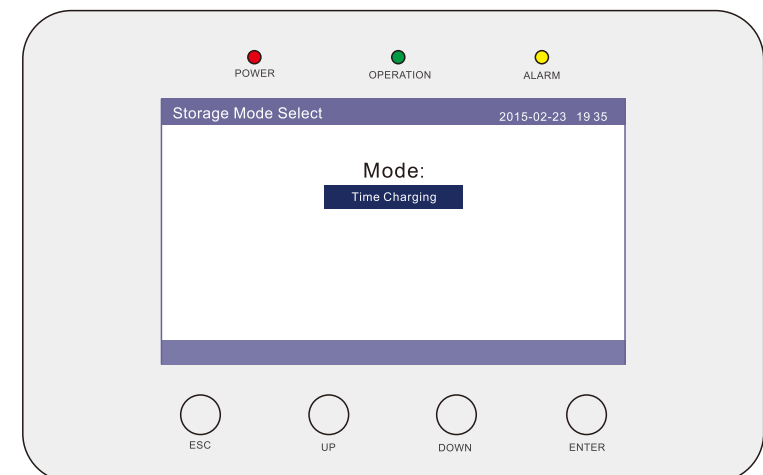 POWER OPERATION ALARM
Storage Mode Select 2015-02-23 19 35
Mode:
Time Charging
ESC UP DOWN ENTER